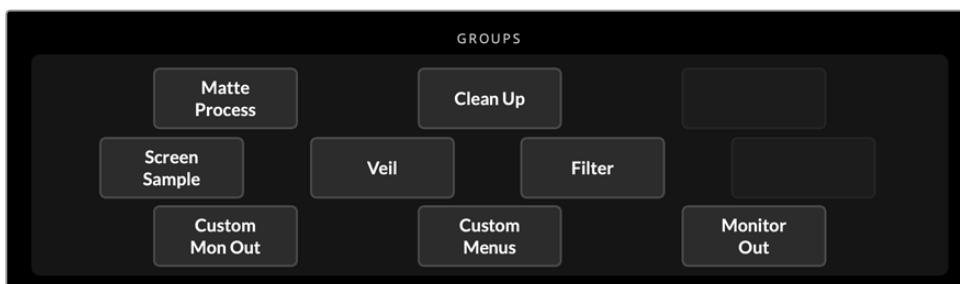 GROUPS
Matte
Process
Clean Up
Screen
Sample
Veil
Filter
Custom
Mon Out
Custom
Menus
Monitor
Out